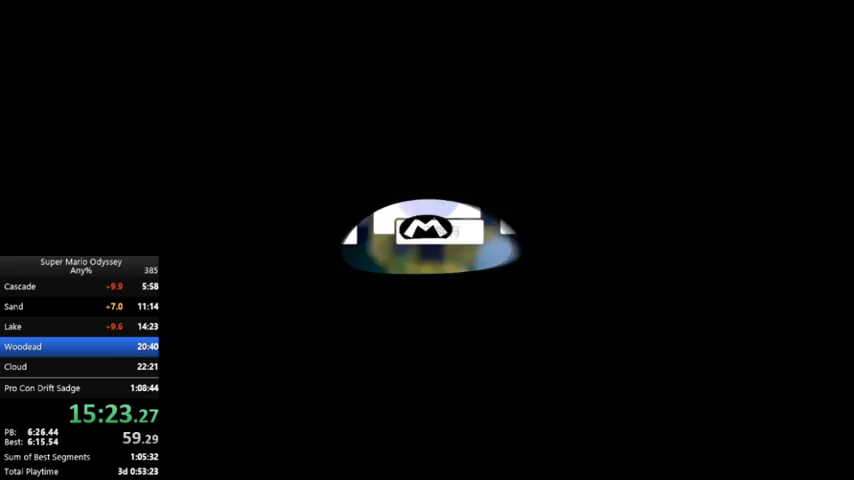 Super Mario Odyssey
Any% 385
Cascade +9.9 5:58
Sand +7.0 11:14
Lake +9.6 14:23
Woodead 20:40
Cloud 22:21
Pro Con Drift Sadge 1:08:44
15:23.27
PB: 6:26.44
Best: 6:15.54 59.29
Sum of Best Segments 1:05:32
Total Playtime 3d 0:53:23